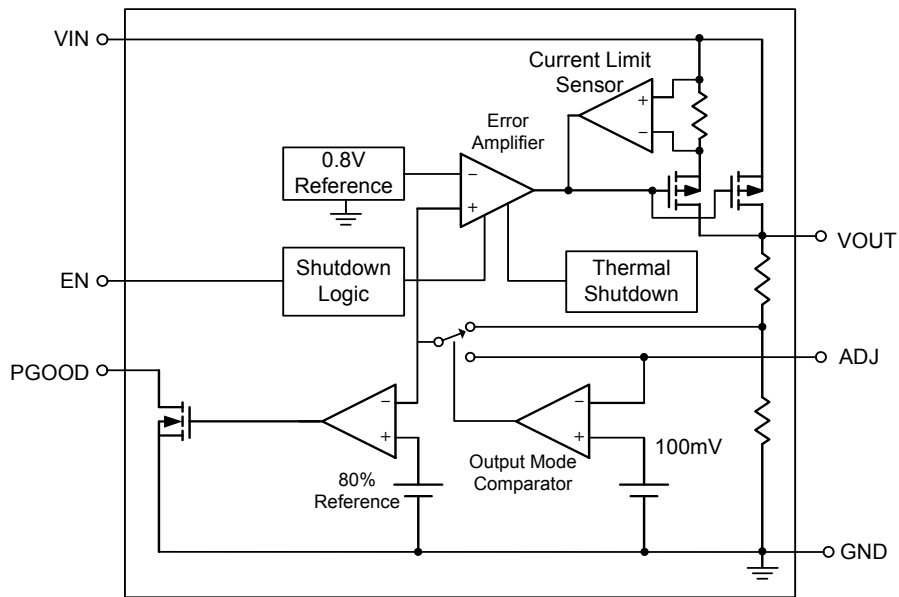 VIN
Current Limit
Sensor
+
−
Error
Amplifier
0.8V
Reference
−
+
VOUT
EN
Shutdown
Logic
Thermal
Shutdown
ADJ
PGOOD
−
+
−
+
100mV
80%
Reference
Output Mode
Comparator
GND